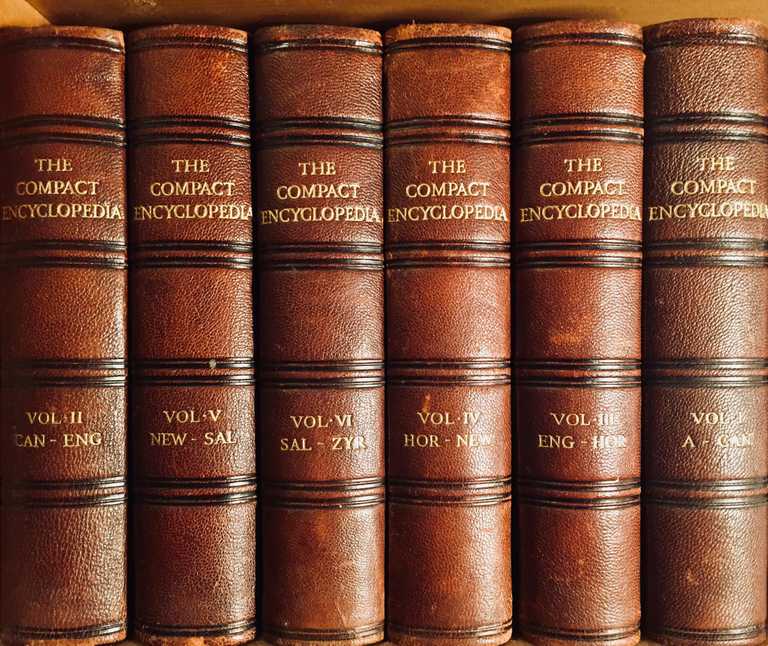 THE
COMPACT
ENCYCLOPEDIA
VOL·II
CAN - ENG
THE
COMPACT
ENCYCLOPEDIA
VOL·V
NEW - SAL
THE
COMPACT
ENCYCLOPEDIA
VOL·VI
SAL - ZYR
THE
COMPACT
ENCYCLOPEDIA
VOL·IV
HOR - NEW
THE
COMPACT
ENCYCLOPEDIA
VOL·III
ENG - HOR
THE
COMPACT
ENCYCLOPEDIA
VOL·I
A - CAN